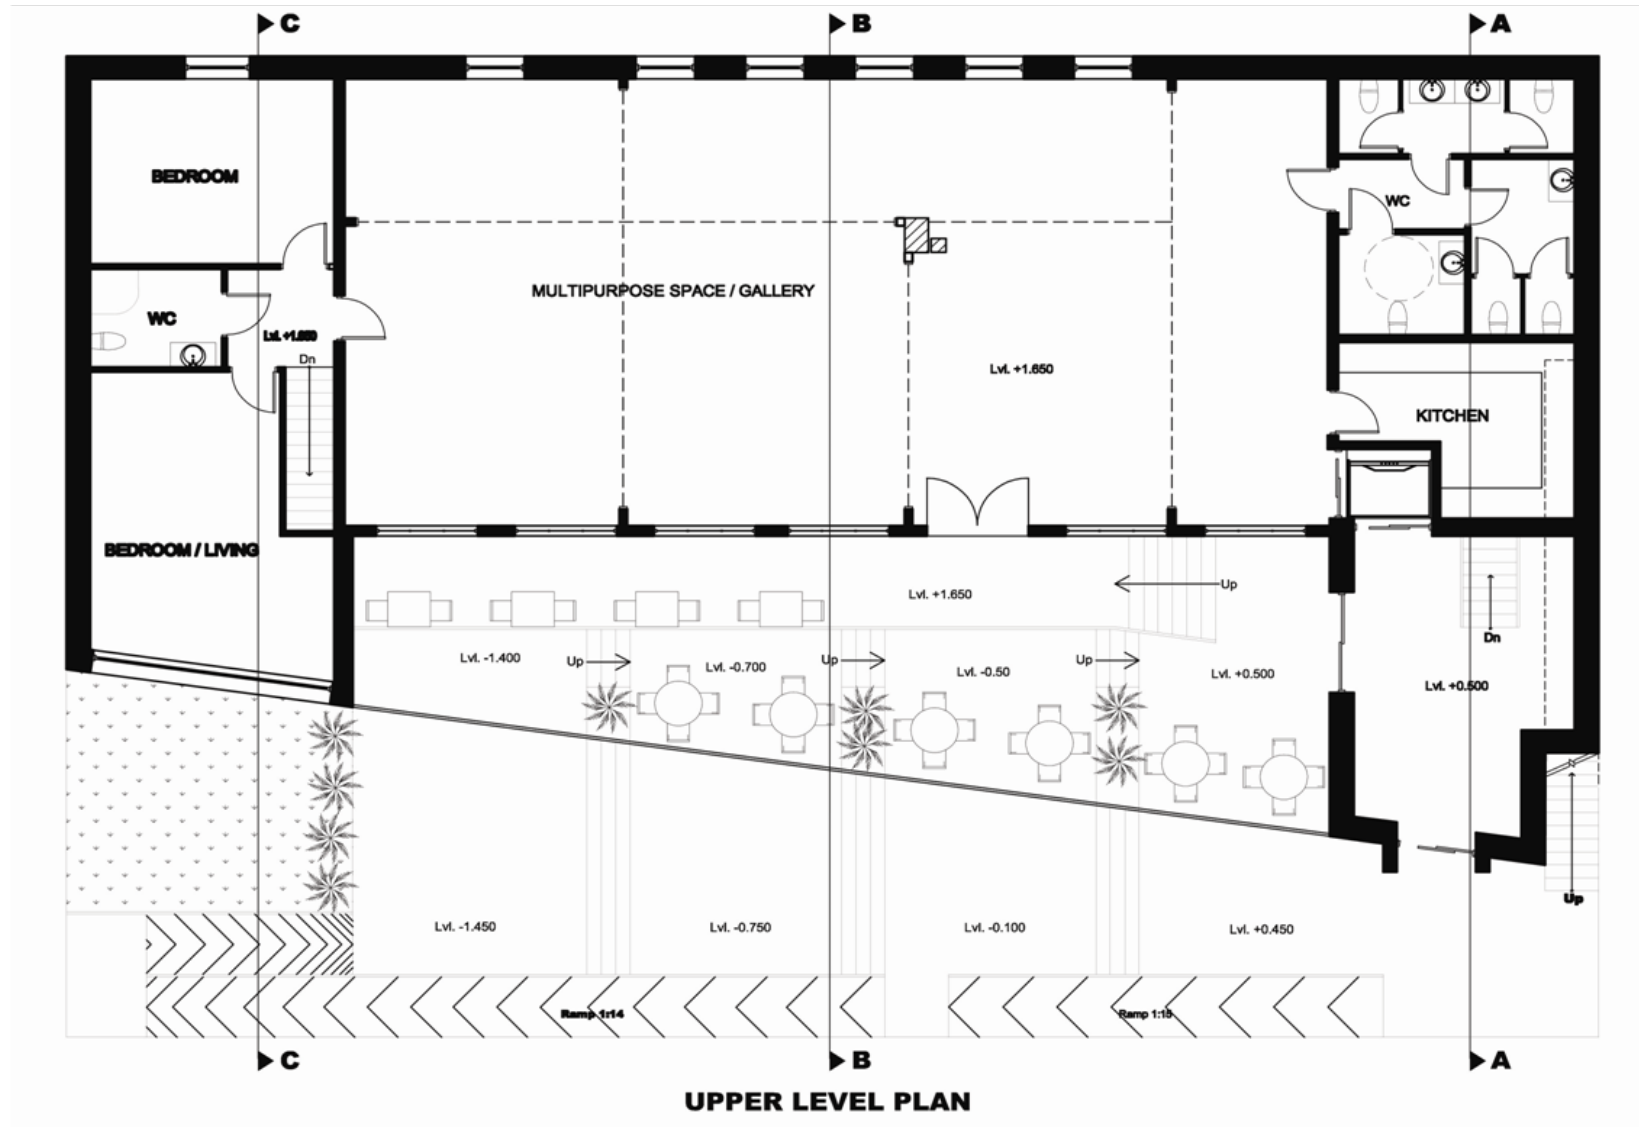 C
B
A
BEDROOM
WC
WC
MULTIPURPOSE SPACE / GALLERY
Lvl. +1.650
Dn
Lvl. +1.650
KITCHEN
BEDROOM / LIVING
Up
Lvl. +1.650
Dn
Lvl. -1.400
Up
Lvl. -0.700
Up
Lvl. -0.50
Up
Lvl. +0.500
Lvl. +0.500
Up
Lvl. -1.450
Lvl. -0.750
Lvl. -0.100
Lvl. +0.450
Ramp 1:14
Ramp 1:15
C
B
A
UPPER LEVEL PLAN